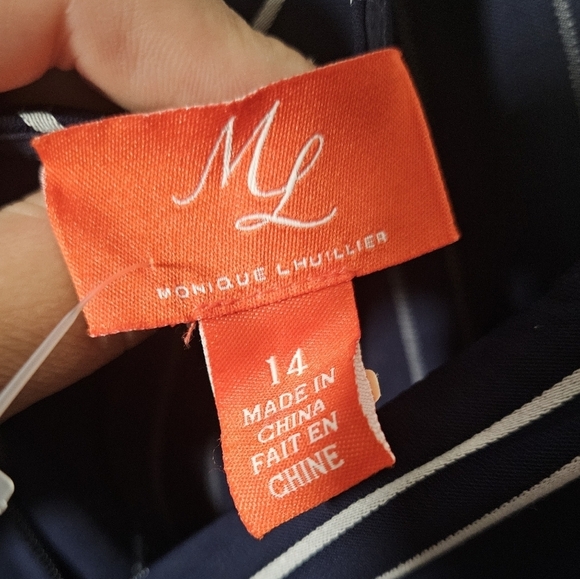 ML
MONIQUE LHUILLIER
14
MADE IN
CHINA
FAIT EN
CHINE